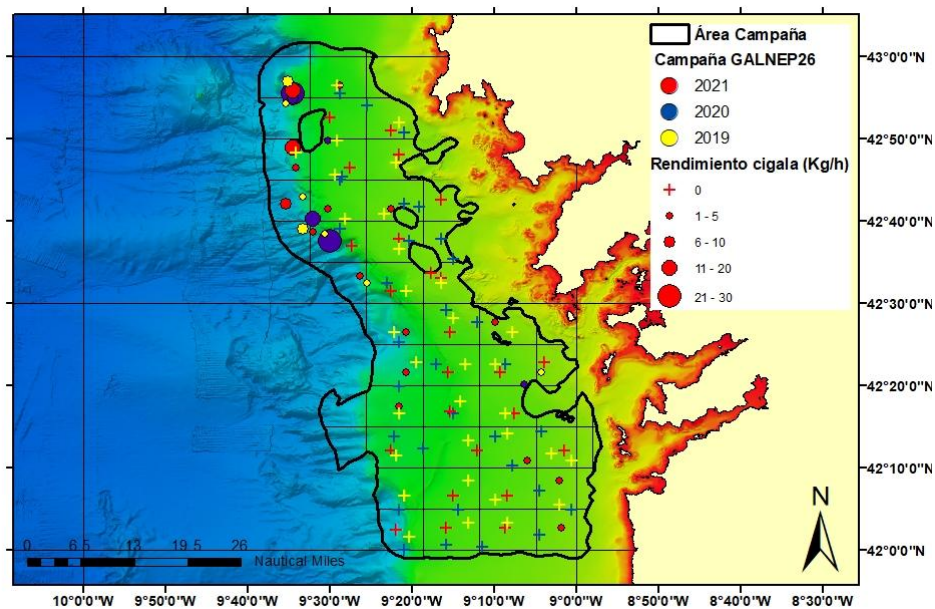 Área Campaña
Campaña GALNEP26
2021
2020
2019
Rendimiento cigala (Kg/h)
0
1 - 5
6 - 10
11 - 20
21 - 30
42°0'0"N
42°50'0"N
42°40'0"N
42°30'0"N
42°20'0"N
42°10'0"N
42°0'0"N
N
0 6,5 13 19,5 26
Nautical Miles
10°0'0"W 9°50'0"W 9°40'0"W 9°30'0"W 9°20'0"W 9°10'0"W 9°0'0"W 8°50'0"W 8°40'0"W 8°30'0"W